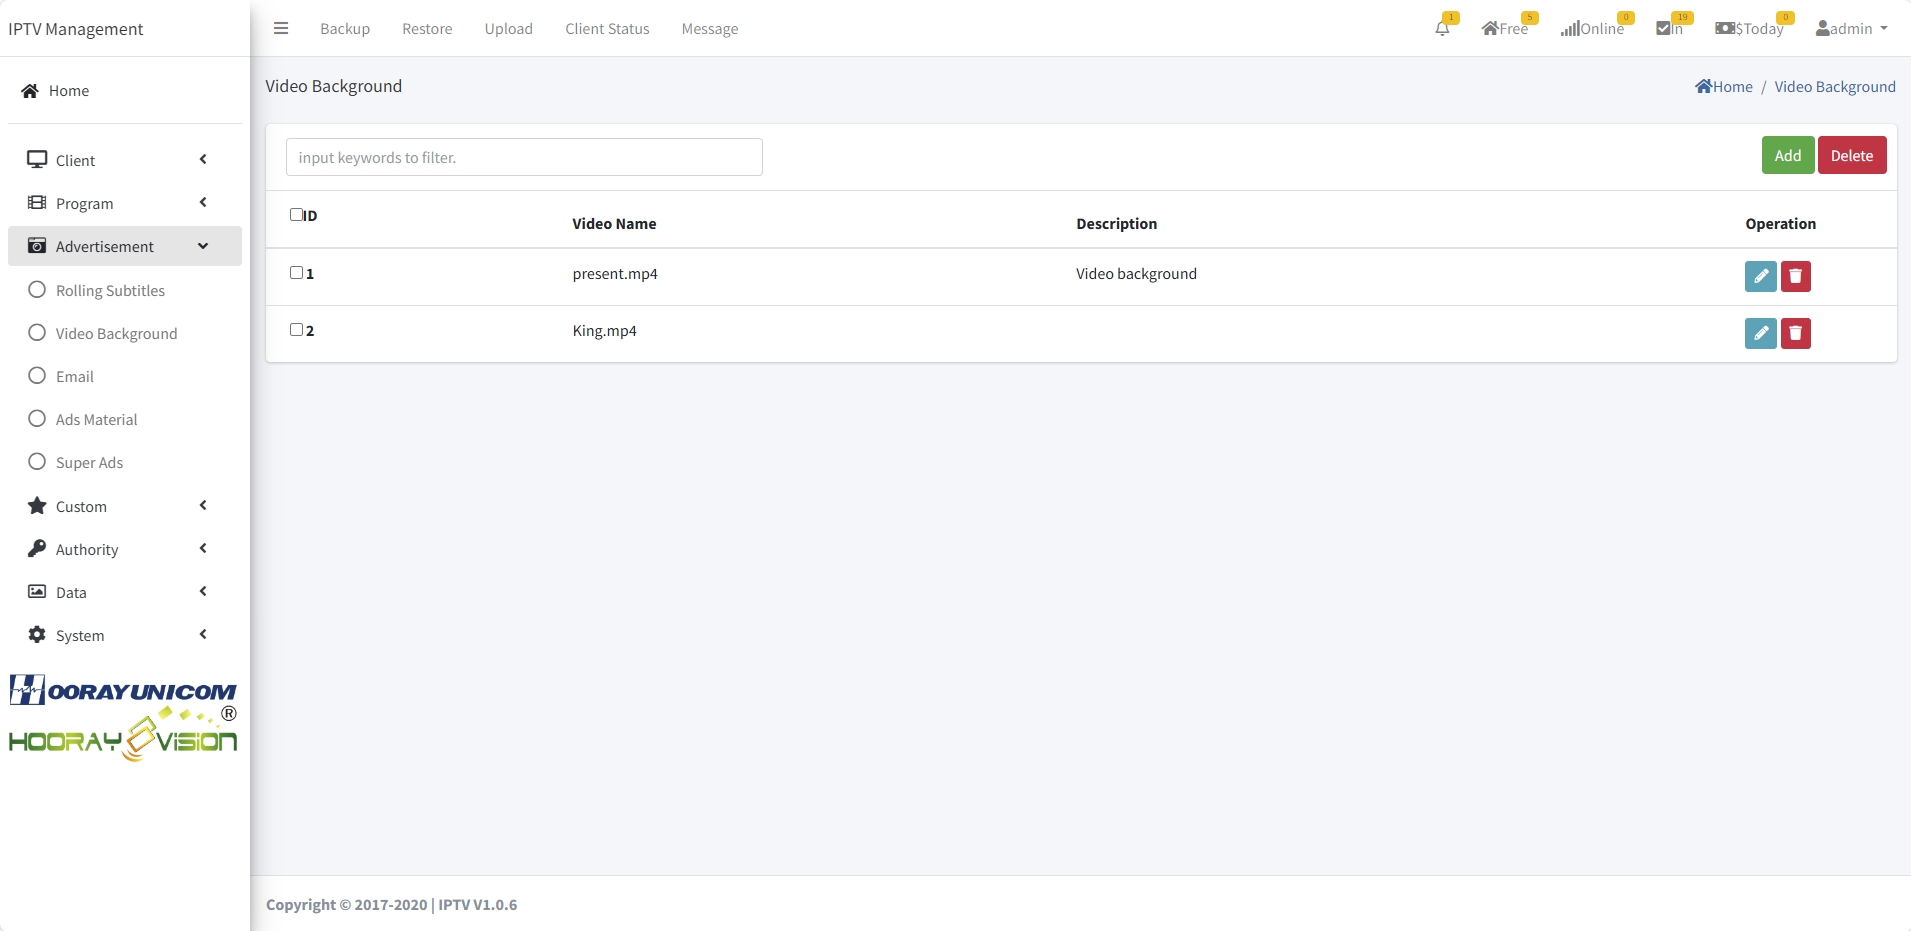 IPTV Management
Backup Restore Upload Client Status Message
1
Free 5
Online 0
In 19
$Today 0
admin
Home
Client
Program
Advertisement
Rolling Subtitles
Video Background
Email
Ads Material
Super Ads
Custom
Authority
Data
System
HOORAYUNICOM
®
HOORAY VISION
Video Background
Home / Video Background
input keywords to filter.
Add Delete
ID Video Name Description Operation
1 present.mp4 Video background
2 King.mp4
Copyright © 2017-2020 | IPTV V1.0.6